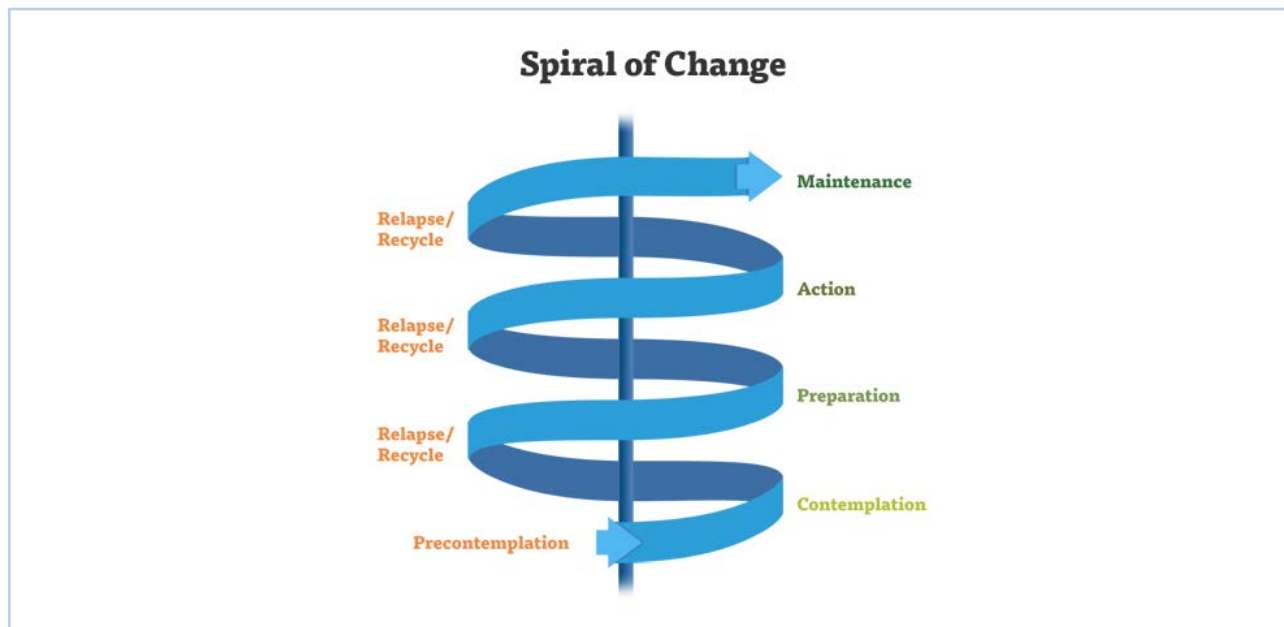 Spiral of Change
Maintenance
Relapse/
Recycle
Action
Relapse/
Recycle
Preparation
Relapse/
Recycle
Contemplation
Precontemplation